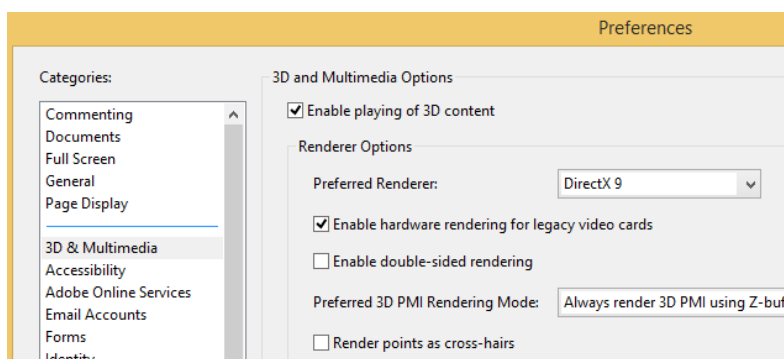 Preferences
Categories:
Commenting
Documents
Full Screen
General
Page Display
3D & Multimedia
Accessibility
Adobe Online Services
Email Accounts
Forms
Identity
3D and Multimedia Options
Enable playing of 3D content
Renderer Options
Preferred Renderer: DirectX 9
Enable hardware rendering for legacy video cards
Enable double-sided rendering
Preferred 3D PMI Rendering Mode: Always render 3D PMI using Z-buf
Render points as cross-hairs